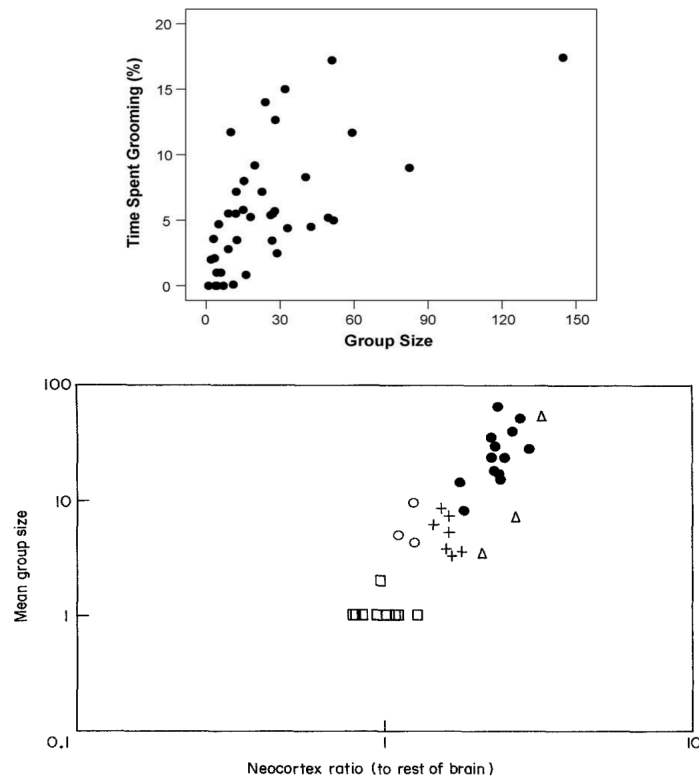 20
15
10
5
0
Time Spent Grooming (%)
0 30 60 90 120 150
Group Size
100
10
1
0.1
Mean group size
1 10
Neocortex ratio (to rest of brain)